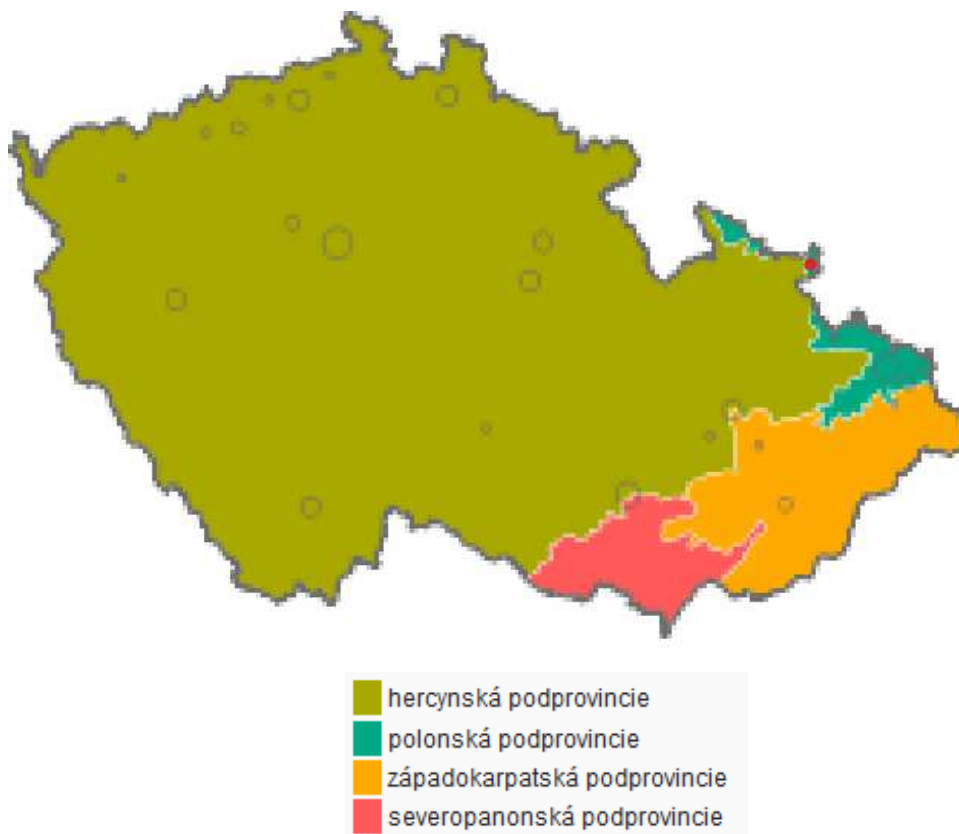 hercynská podprovincie
polonská podprovincie
západokarpatská podprovincie
severopanonská podprovincie